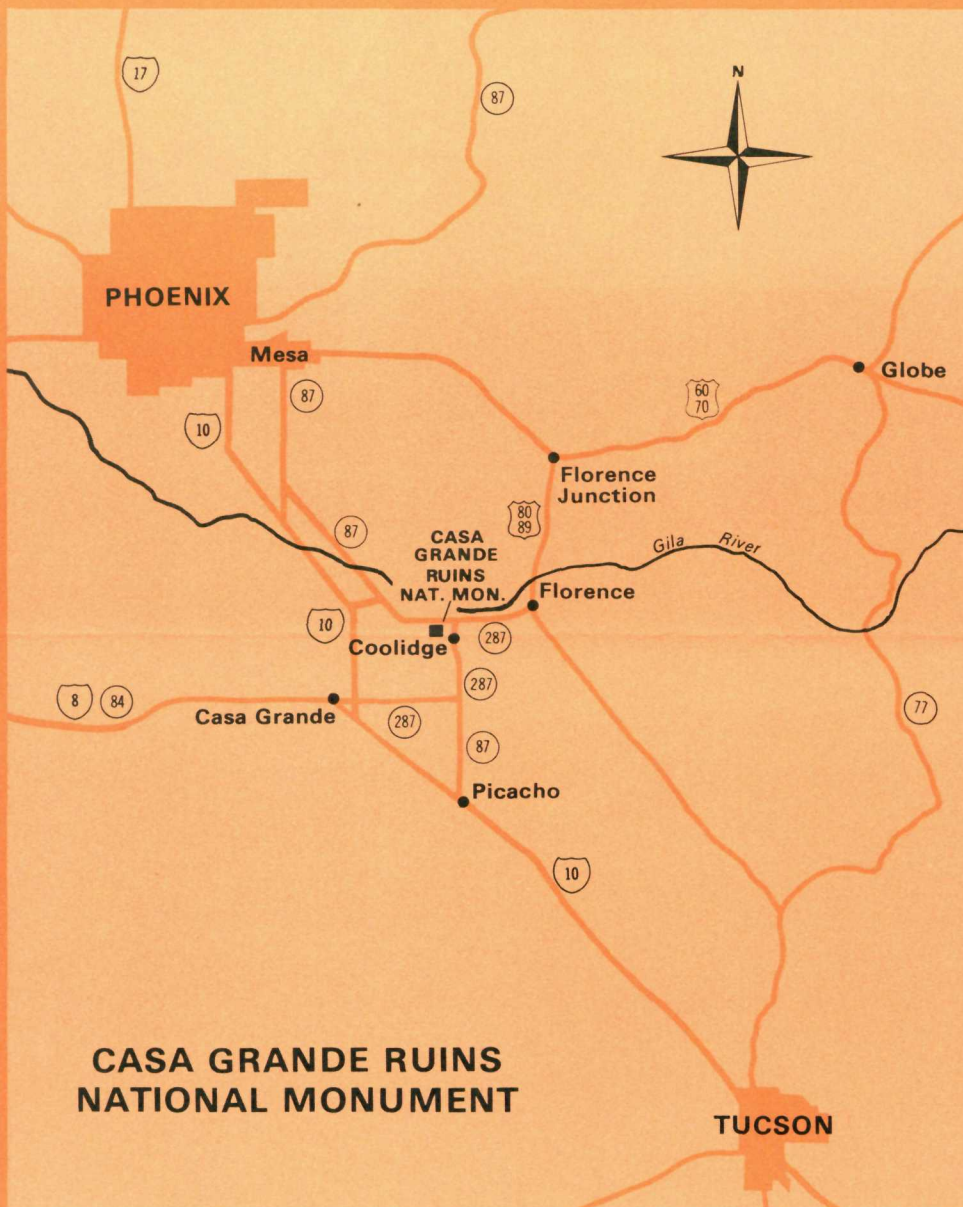 17
87
N
PHOENIX
Mesa
87
10
Globe
60
70
Florence
Junction
80
89
87
CASA
GRANDE
RUINS
NAT. MON.
Gila River
Florence
10
Coolidge
287
287
8
84
Casa Grande
287
77
87
Picacho
10
CASA GRANDE RUINS
NATIONAL MONUMENT
TUCSON